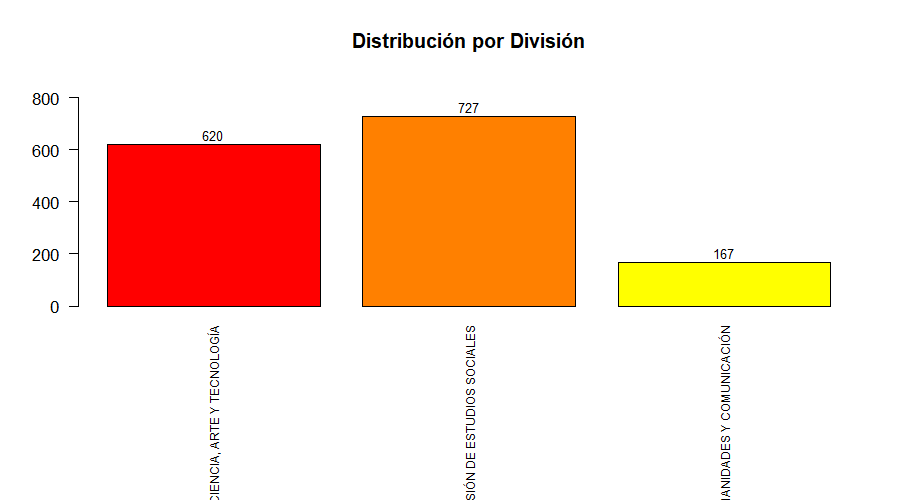 Distribución por División
800
600
400
200
0
620
727
167
CIENCIA, ARTE Y TECNOLOGÍA
SIÓN DE ESTUDIOS SOCIALES
IANIDADES Y COMUNICACIÓN